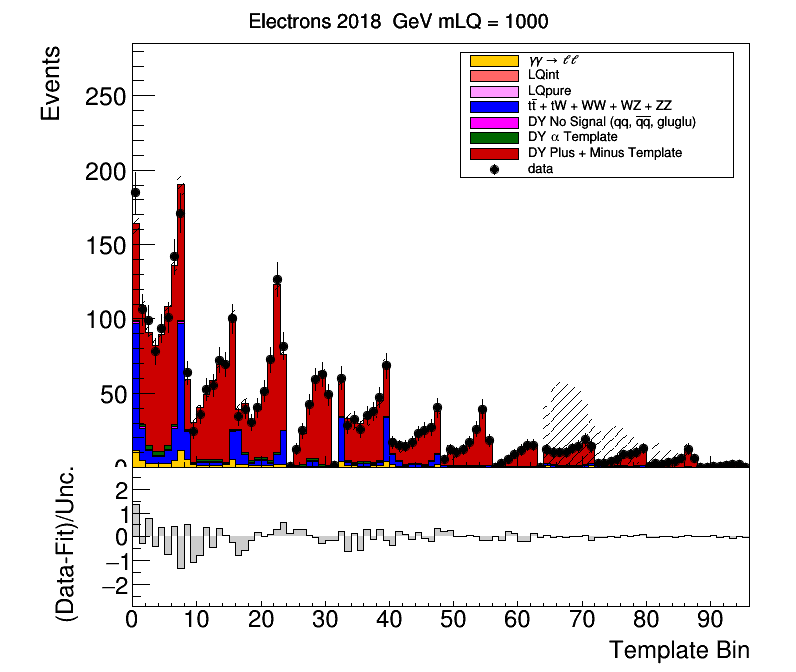 Electrons 2018 GeV mLQ = 1000
Events
250
200
150
100
50
0
γγ → ℓℓ
LQint
LQpure
tt̅ + tW + WW + WZ + ZZ
DY No Signal (qq, q̅q̅, gluglu)
DY α Template
DY Plus + Minus Template
data
(Data-Fit)/Unc.
2
1
0
−1
−2
0 10 20 30 40 50 60 70 80 90
Template Bin